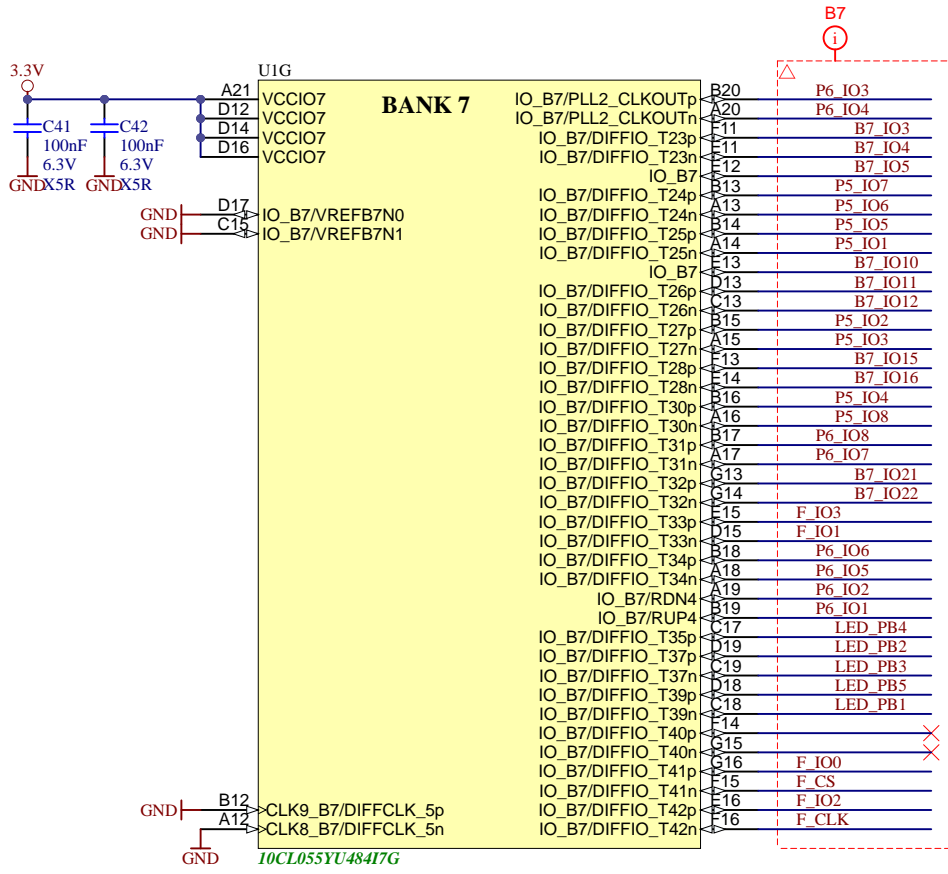 B7
i
3.3V
U1G
BANK 7
A21 VCCIO7 IO_B7/PLL2_CLKOUTp B20 P6_IO3
D12 VCCIO7 IO_B7/PLL2_CLKOUTn A20 P6_IO4
C41 D14 VCCIO7 IO_B7/DIFFIO_T23p B7_IO3
100nF
6.3V
X5R
C42
100nF
6.3V
X5R
GND
GND
D16 VCCIO7 IO_B7/DIFFIO_T23n B7_IO4
IO_B7 B7_IO5
IO_B7/DIFFIO_T24p B13 P5_IO7
GND D17 IO_B7/VREFB7N0 IO_B7/DIFFIO_T24n A13 P5_IO6
GND C15 IO_B7/VREFB7N1 IO_B7/DIFFIO_T25p B14 P5_IO5
IO_B7/DIFFIO_T25n A14 P5_IO1
IO_B7 B7_IO10
IO_B7/DIFFIO_T26p D13 B7_IO11
IO_B7/DIFFIO_T26n C13 B7_IO12
IO_B7/DIFFIO_T27p B15 P5_IO2
IO_B7/DIFFIO_T27n A15 P5_IO3
IO_B7/DIFFIO_T28p B7_IO15
IO_B7/DIFFIO_T28n B7_IO16
IO_B7/DIFFIO_T30p B16 P5_IO4
IO_B7/DIFFIO_T30n A16 P5_IO8
IO_B7/DIFFIO_T31p B17 P6_IO8
IO_B7/DIFFIO_T31n A17 P6_IO7
IO_B7/DIFFIO_T32p G13 B7_IO21
IO_B7/DIFFIO_T32n G14 B7_IO22
IO_B7/DIFFIO_T33p F_IO3
IO_B7/DIFFIO_T33n D15 F_IO1
IO_B7/DIFFIO_T34p B18 P6_IO6
IO_B7/DIFFIO_T34n A18 P6_IO5
IO_B7/RDN4 A19 P6_IO2
IO_B7/RUP4 B19 P6_IO1
IO_B7/DIFFIO_T35p C17 LED_PB4
IO_B7/DIFFIO_T37p D19 LED_PB2
IO_B7/DIFFIO_T37n C19 LED_PB3
IO_B7/DIFFIO_T39p D18 LED_PB5
IO_B7/DIFFIO_T39n C18 LED_PB1
IO_B7/DIFFIO_T40p
IO_B7/DIFFIO_T40n G15
IO_B7/DIFFIO_T41p G16 F_IO0
IO_B7/DIFFIO_T41n F_CS
GND B12 CLK9_B7/DIFFCLK_5p IO_B7/DIFFIO_T42p F_IO2
A12 CLK8_B7/DIFFCLK_5n IO_B7/DIFFIO_T42n F_CLK
GND
10CL055YU484I7G